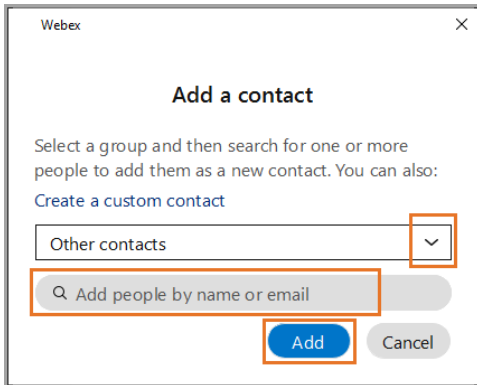 Webex
Add a contact
Select a group and then search for one or more
people to add them as a new contact. You can also:
Create a custom contact
Other contacts
Add people by name or email
Add Cancel